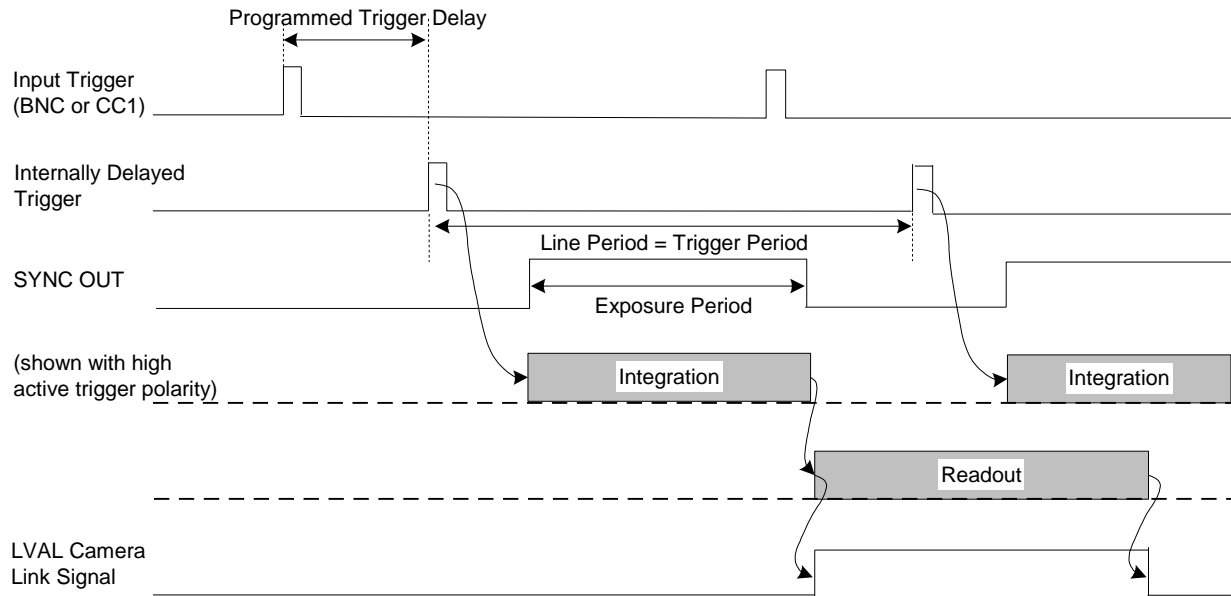 Programmed Trigger Delay
Input Trigger
(BNC or CC1)
Internally Delayed
Trigger
Line Period = Trigger Period
SYNC OUT
Exposure Period
(shown with high
active trigger polarity)
Integration
Integration
Readout
LVAL Camera
Link Signal